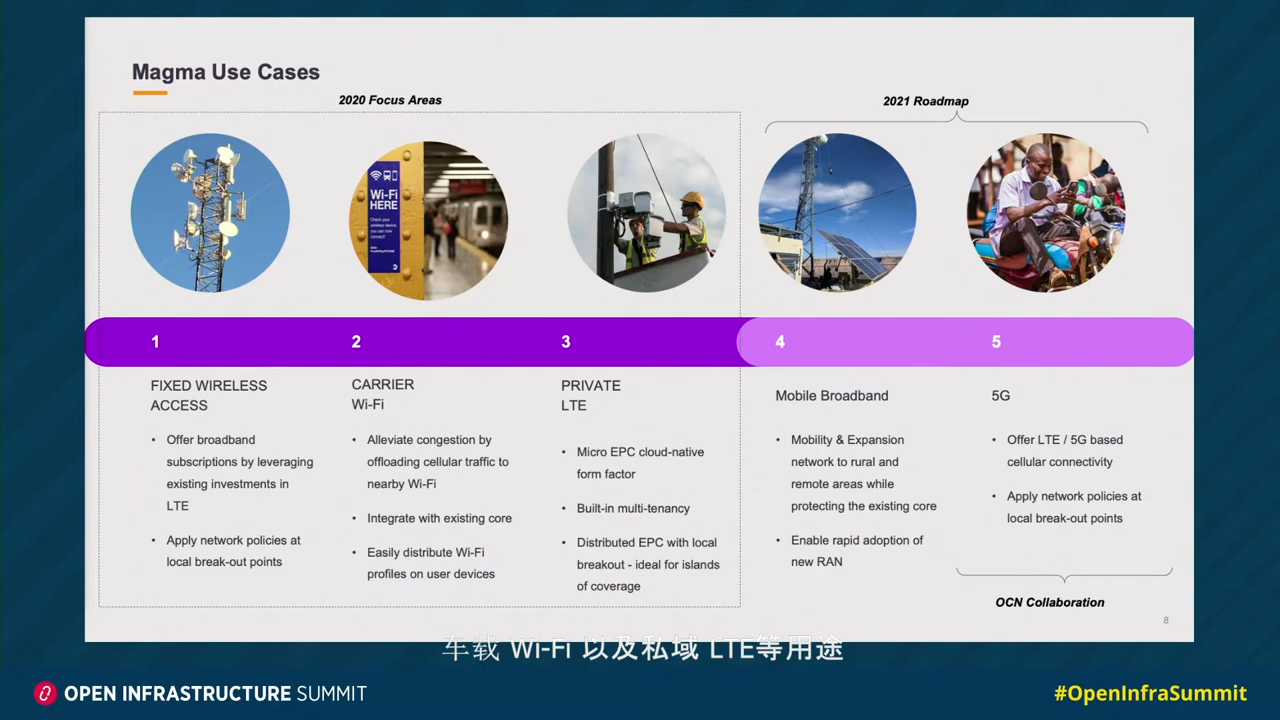 Magma Use Cases
2020 Focus Areas
2021 Roadmap
Wi-Fi
HERE
1
2
3
4
5
FIXED WIRELESS
ACCESS
• Offer broadband
subscriptions by leveraging
existing investments in
LTE
• Apply network policies at
local break-out points
CARRIER
Wi-Fi
• Alleviate congestion by
offloading cellular traffic to
nearby Wi-Fi
• Integrate with existing core
• Easily distribute Wi-Fi
profiles on user devices
PRIVATE
LTE
• Micro EPC cloud-native
form factor
• Built-in multi-tenancy
• Distributed EPC with local
breakout - ideal for islands
of coverage
Mobile Broadband
• Mobility & Expansion
network to rural and
remote areas while
protecting the existing core
• Enable rapid adoption of
new RAN
5G
• Offer LTE / 5G based
cellular connectivity
• Apply network policies at
local break-out points
OCN Collaboration
8
车载 Wi-Fi 以及私域 LTE等用途
OPEN INFRASTRUCTURE SUMMIT
#OpenInfraSummit